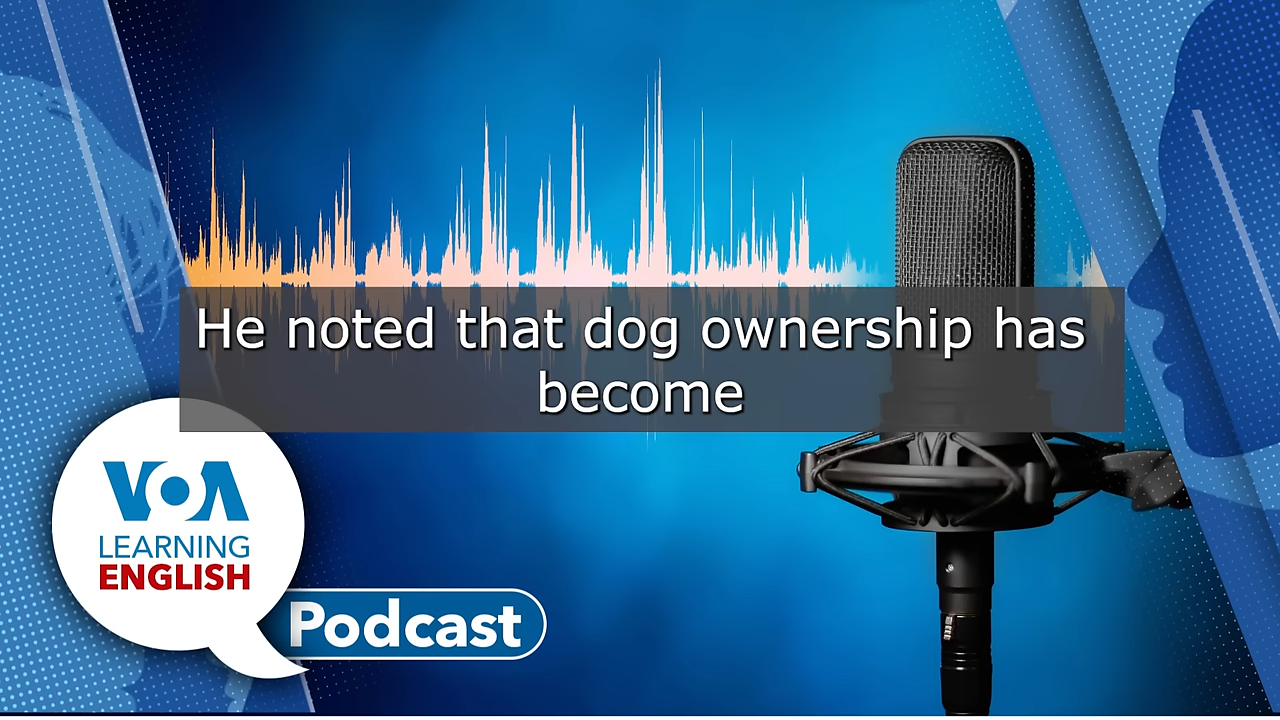 He noted that dog ownership has
become
VOA
LEARNING
ENGLISH
Podcast